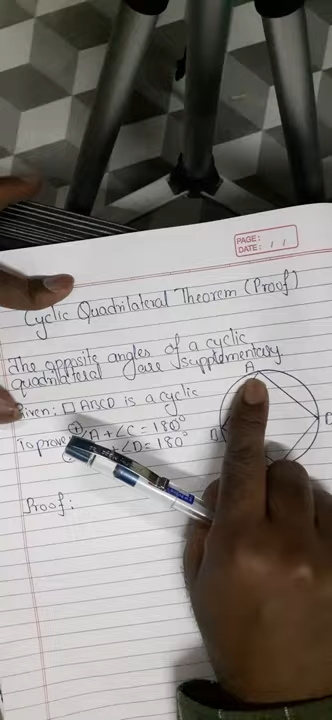 PAGE:
DATE: / /
Cyclic Quadrilateral Theorem (Proof)
The opposite angles of a cyclic
quadrilateral are supplementary
Given: □ABCD is a cyclic
To prove: ∠A + ∠C = 180°
∠D = 180°
Proof:
A